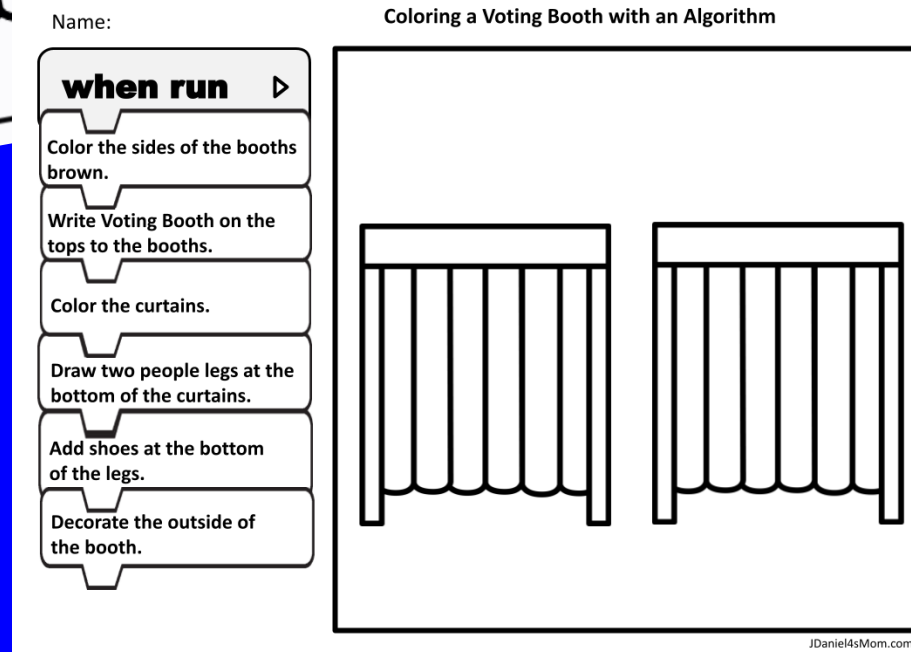 Name:
Coloring a Voting Booth with an Algorithm
when run
Color the sides of the booths
brown.
Write Voting Booth on the
tops to the booths.
Color the curtains.
Draw two people legs at the
bottom of the curtains.
Add shoes at the bottom
of the legs.
Decorate the outside of
the booth.
JDaniel4sMom.com